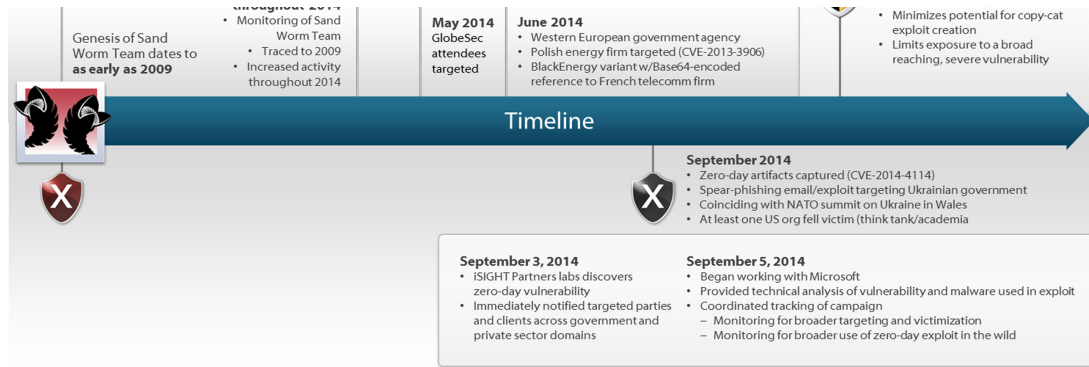 throughout 2014
• Monitoring of Sand
Worm Team
• Traced to 2009
• Increased activity
throughout 2014
Genesis of Sand
Worm Team dates to
as early as 2009
May 2014
GlobeSec
attendees
targeted
June 2014
• Western European government agency
• Polish energy firm targeted (CVE-2013-3906)
• BlackEnergy variant w/Base64-encoded
reference to French telecomm firm
• Minimizes potential for copy-cat
exploit creation
• Limits exposure to a broad
reaching, severe vulnerability
Timeline
X
X
September 2014
• Zero-day artifacts captured (CVE-2014-4114)
• Spear-phishing email/exploit targeting Ukrainian government
• Coinciding with NATO summit on Ukraine in Wales
• At least one US org fell victim (think tank/academia
September 3, 2014
• iSIGHT Partners labs discovers
zero-day vulnerability
• Immediately notified targeted parties
and clients across government and
private sector domains
September 5, 2014
• Began working with Microsoft
• Provided technical analysis of vulnerability and malware used in exploit
• Coordinated tracking of campaign
– Monitoring for broader targeting and victimization
– Monitoring for broader use of zero-day exploit in the wild